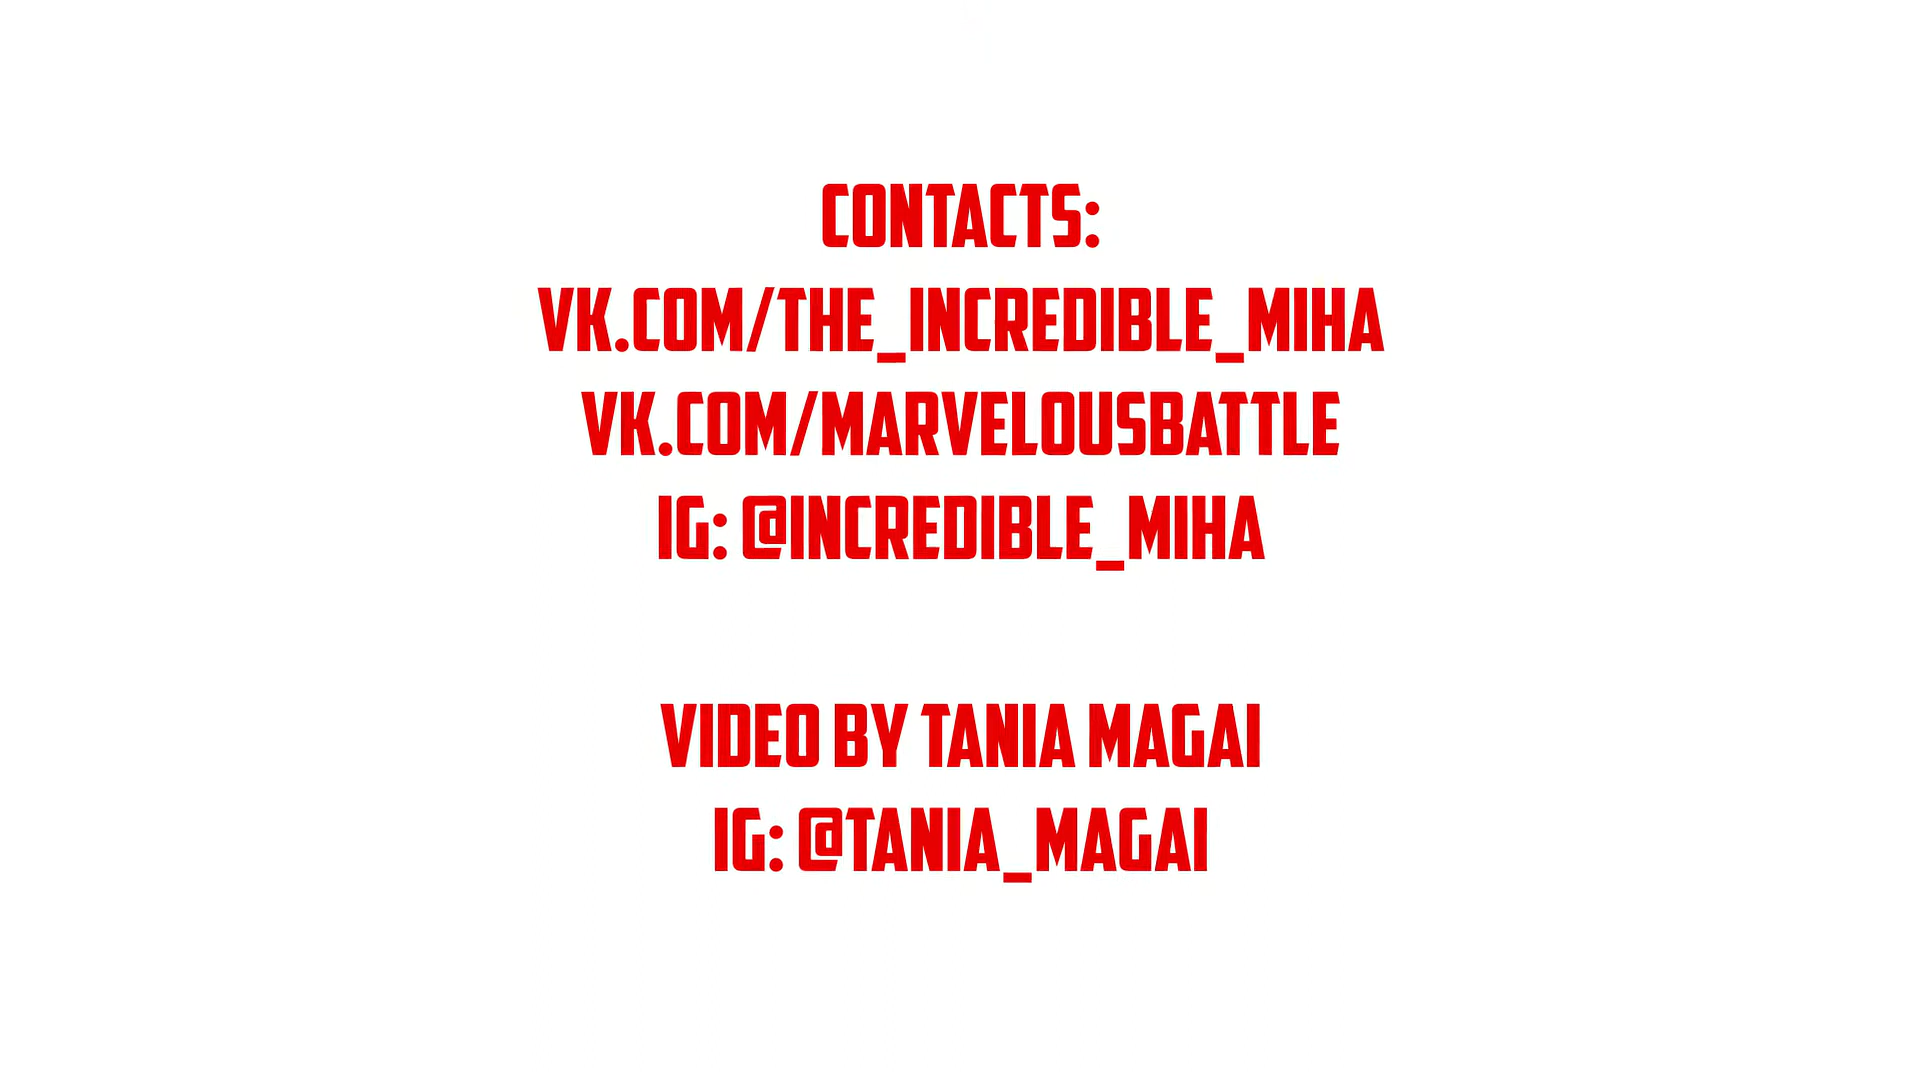 CONTACTS:
VK.COM/THE_INCREDIBLE_MIHA
VK.COM/MARVELOUSBATTLE
IG: @INCREDIBLE_MIHA
VIDEO BY TANIA MAGAI
IG: @TANIA_MAGAI